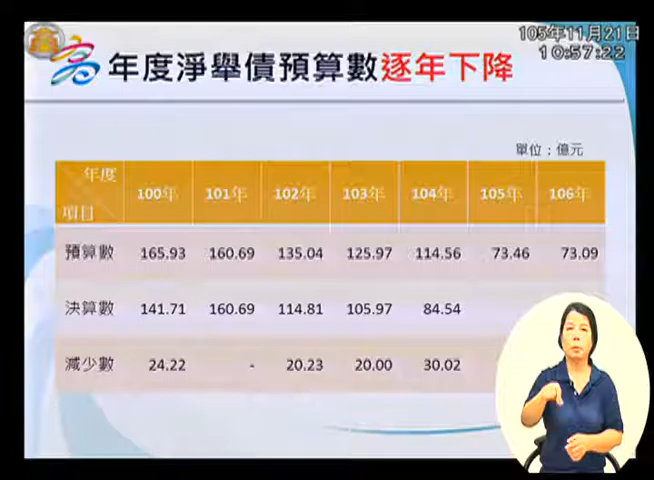 105年11月21日
10:57:22
年度淨舉債預算數逐年下降
單位：億元
年度 項目 100年 101年 102年 103年 104年 105年 106年
預算數 165.93 160.69 135.04 125.97 114.56 73.46 73.09
決算數 141.71 160.69 114.81 105.97 84.54
減少數 24.22 - 20.23 20.00 30.02